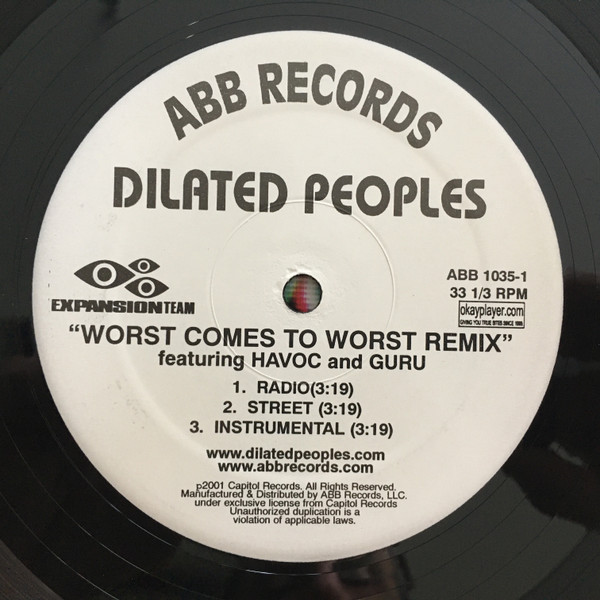 ABB RECORDS
DILATED PEOPLES
EXPANSIONTEAM
ABB 1035-1
33 1/3 RPM
okayplayer.com
"WORST COMES TO WORST REMIX"
featuring HAVOC and GURU
1. RADIO(3:19)
2. STREET (3:19)
3. INSTRUMENTAL (3:19)
www.dilatedpeoples.com
www.abbrecords.com
p2001 Capitol Records. All Rights Reserved.
Manufactured & Distributed by ABB Records, LLC.
under exclusive license from Capitol Records
Unauthorized duplication is a
violation of applicable laws.